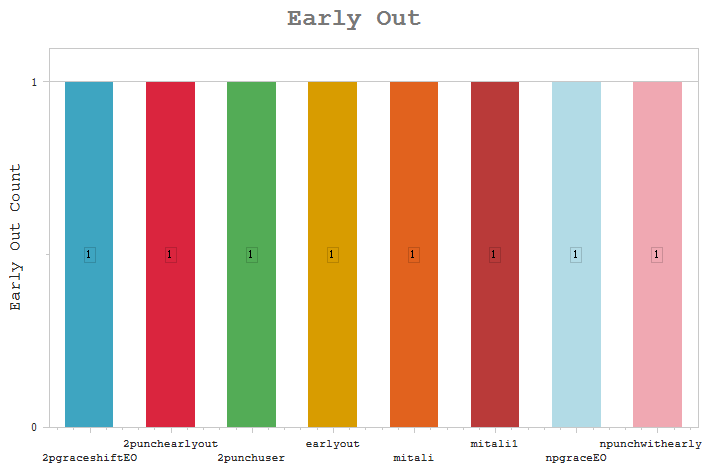 Early Out
Early Out Count
1
0
1 1 1 1 1 1 1 1
2pgraceshiftEO
2punchearlyout
2punchuser
earlyout
mitali
mitali1
npgraceEO
npunchwithearly